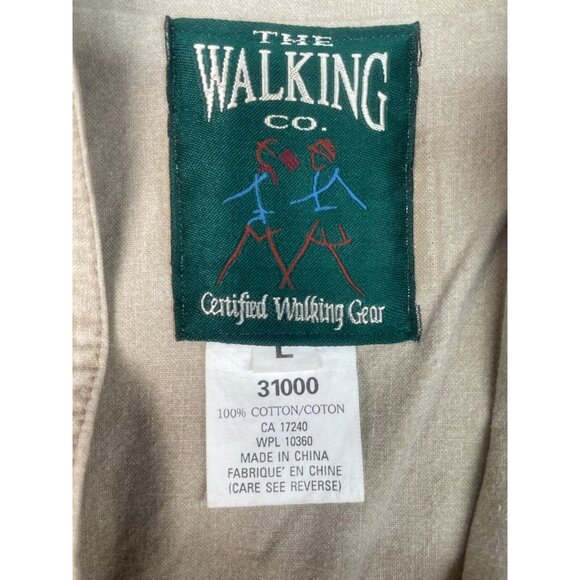 THE
WALKING
CO.
Certified Walking Gear
L
31000
100% COTTON/COTON
CA 17240
WPL 10360
MADE IN CHINA
FABRIQUE' EN CHINE
(CARE SEE REVERSE)